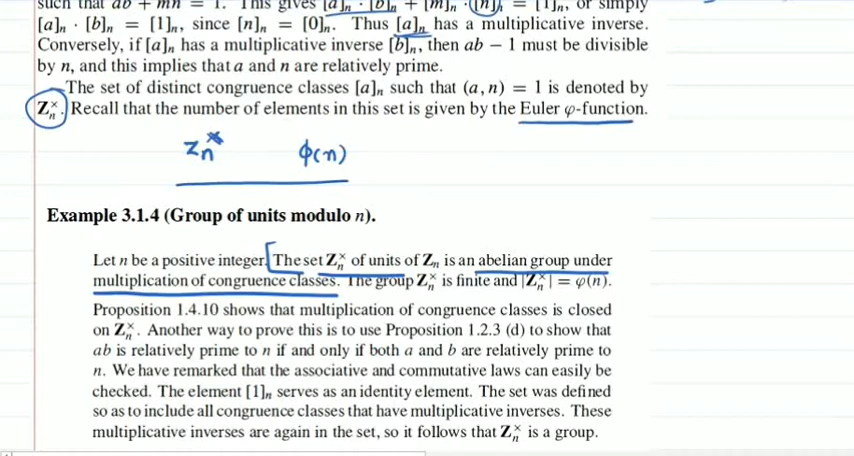 such that ab + mn = 1. This gives [a]ₙ · [b]ₙ + [m]ₙ · [n]ₙ = [1]ₙ, or simply
[a]ₙ · [b]ₙ = [1]ₙ, since [n]ₙ = [0]ₙ. Thus [a]ₙ has a multiplicative inverse.
Conversely, if [a]ₙ has a multiplicative inverse [b]ₙ, then ab − 1 must be divisible
by n, and this implies that a and n are relatively prime.
The set of distinct congruence classes [a]ₙ such that (a, n) = 1 is denoted by
Zₙ×. Recall that the number of elements in this set is given by the Euler φ-function.
Zₙ* ϕ(n)
Example 3.1.4 (Group of units modulo n).
Let n be a positive integer. The set Zₙ× of units of Zₙ is an abelian group under
multiplication of congruence classes. The group Zₙ× is finite and |Zₙ×| = φ(n).
Proposition 1.4.10 shows that multiplication of congruence classes is closed
on Zₙ×. Another way to prove this is to use Proposition 1.2.3 (d) to show that
ab is relatively prime to n if and only if both a and b are relatively prime to
n. We have remarked that the associative and commutative laws can easily be
checked. The element [1]ₙ serves as an identity element. The set was defined
so as to include all congruence classes that have multiplicative inverses. These
multiplicative inverses are again in the set, so it follows that Zₙ× is a group.